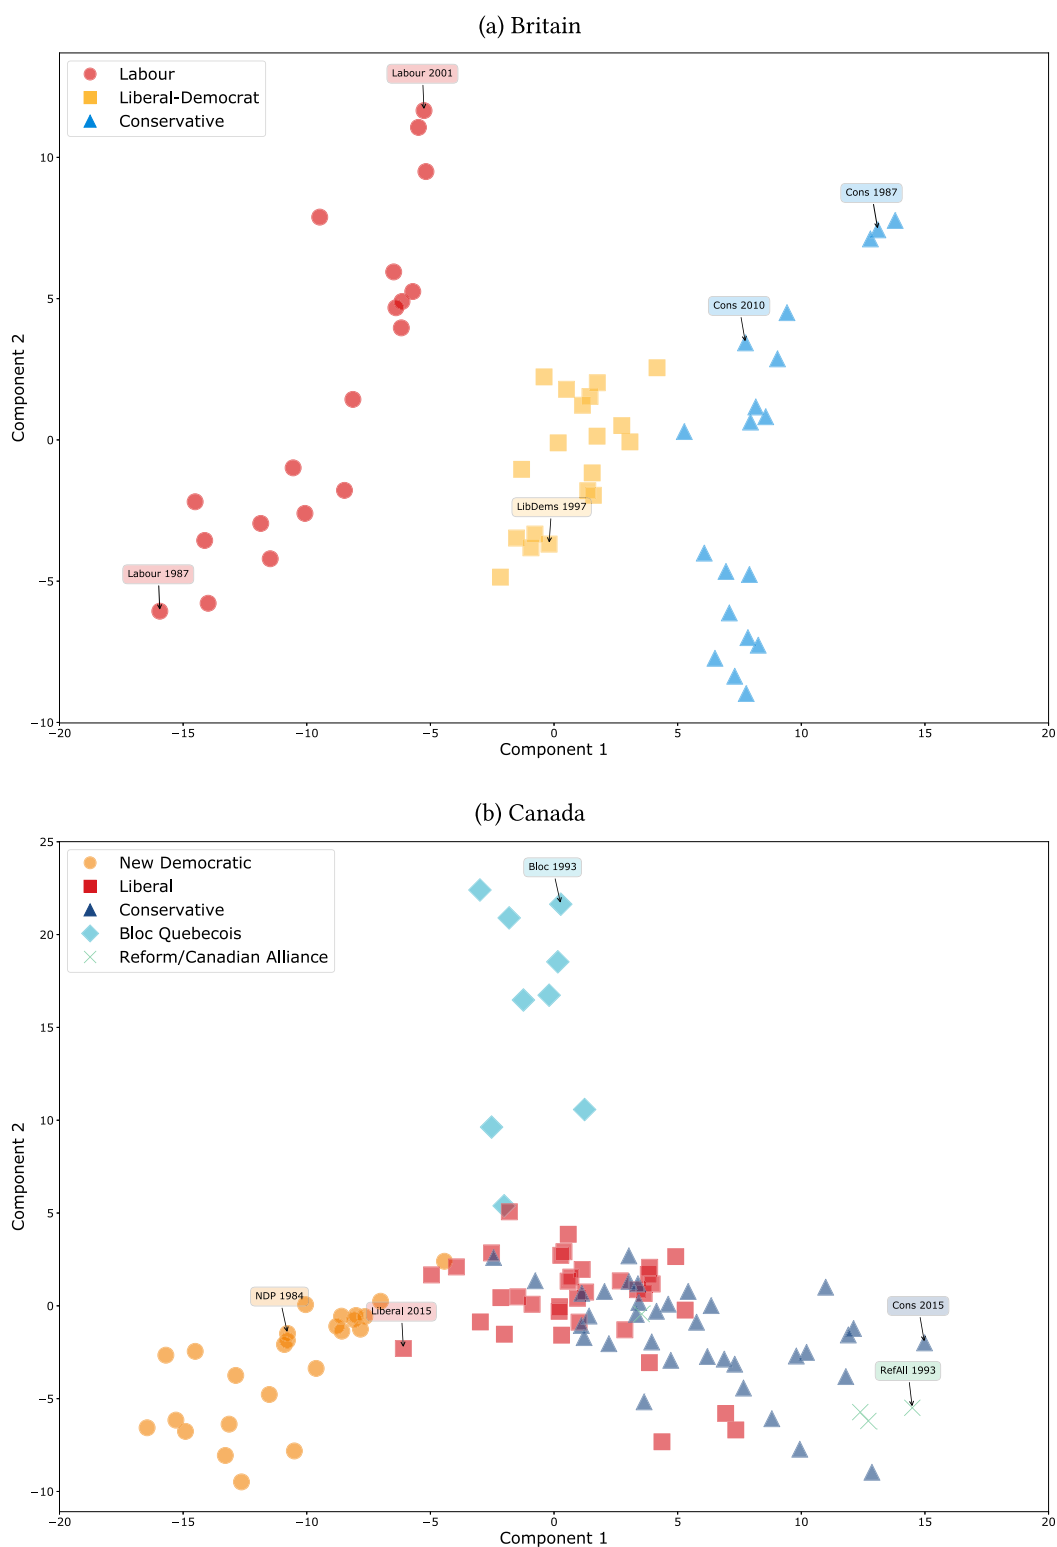 (a) Britain
Labour
Liberal-Democrat
Conservative
Labour 2001
Cons 1987
Cons 2010
LibDems 1997
Labour 1987
10
5
0
−5
−10
Component 2
−20 −15 −10 −5 0 5 10 15 20
Component 1
(b) Canada
New Democratic
Liberal
Conservative
Bloc Quebecois
Reform/Canadian Alliance
Bloc 1993
NDP 1984
Liberal 2015
Cons 2015
RefAll 1993
25
20
15
10
5
0
−5
−10
Component 2
−20 −15 −10 −5 0 5 10 15 20
Component 1